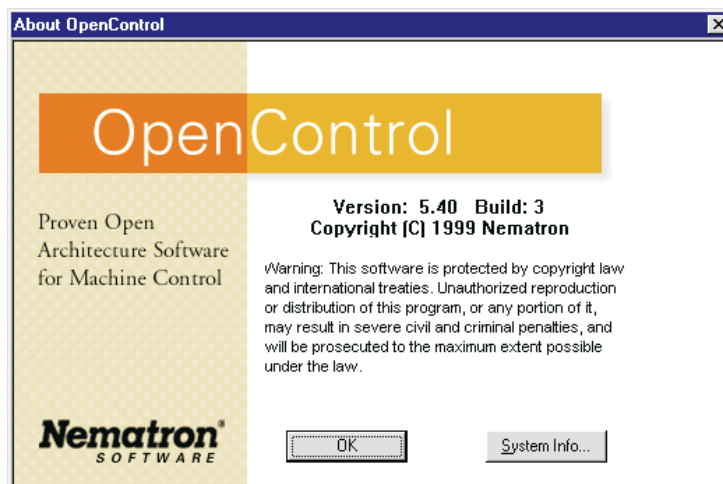 About OpenControl
OpenControl
Proven Open
Architecture Software
for Machine Control
Version: 5.40 Build: 3
Copyright (C) 1999 Nematron
Warning: This software is protected by copyright law
and international treaties. Unauthorized reproduction
or distribution of this program, or any portion of it,
may result in severe civil and criminal penalties, and
will be prosecuted to the maximum extent possible
under the law.
Nematron®
SOFTWARE
OK
System Info...